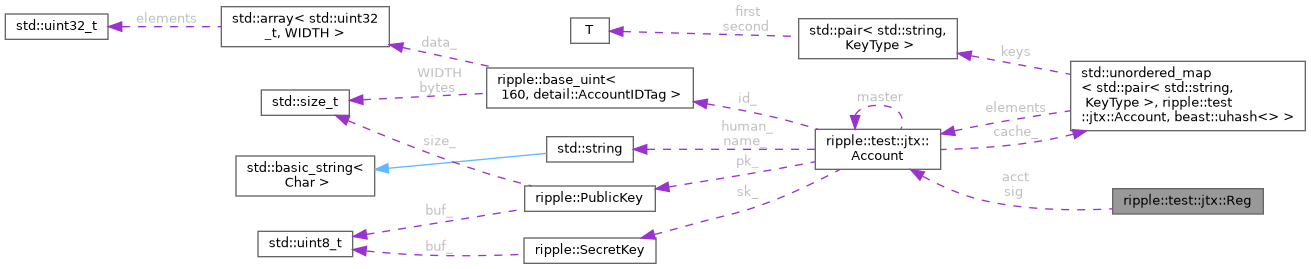 std::uint32_t
elements
std::array< std::uint32
_t, WIDTH >
data_
WIDTH
bytes
std::size_t
size_
std::basic_string<
Char >
buf_
std::uint8_t
buf_
ripple::base_uint<
160, detail::AccountIDTag >
std::string
ripple::PublicKey
ripple::SecretKey
T
first
second
id_
human_
name_
pk_
sk_
std::pair< std::string,
KeyType >
master
ripple::test::jtx::
Account
keys
elements
cache_
acct
sig
std::unordered_map
< std::pair< std::string,
KeyType >, ripple::test
::jtx::Account, beast::uhash<> >
ripple::test::jtx::Reg